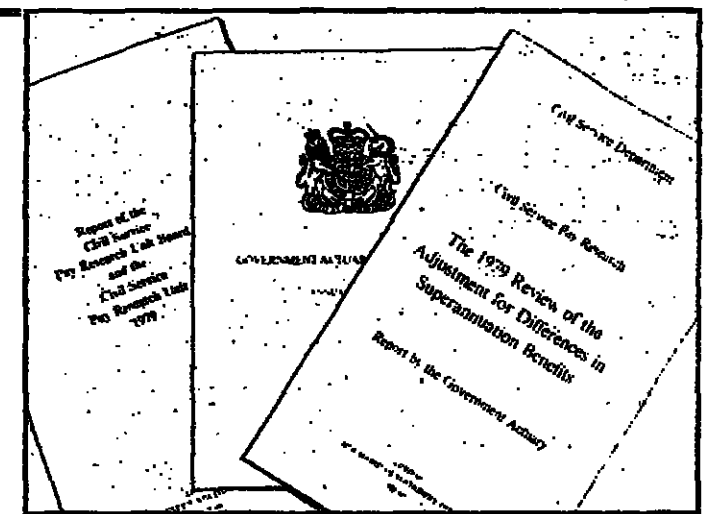 Report of the
Civil Service
Pay Research Unit Board
and the
Civil Service
Pay Research Unit
1979
GOVERNMENT
Civil Service Department
Civil Service Pay Research
The 1979 Review of the
Adjustment for Differences in
Superannuation Benefits
Report by the Government Actuary